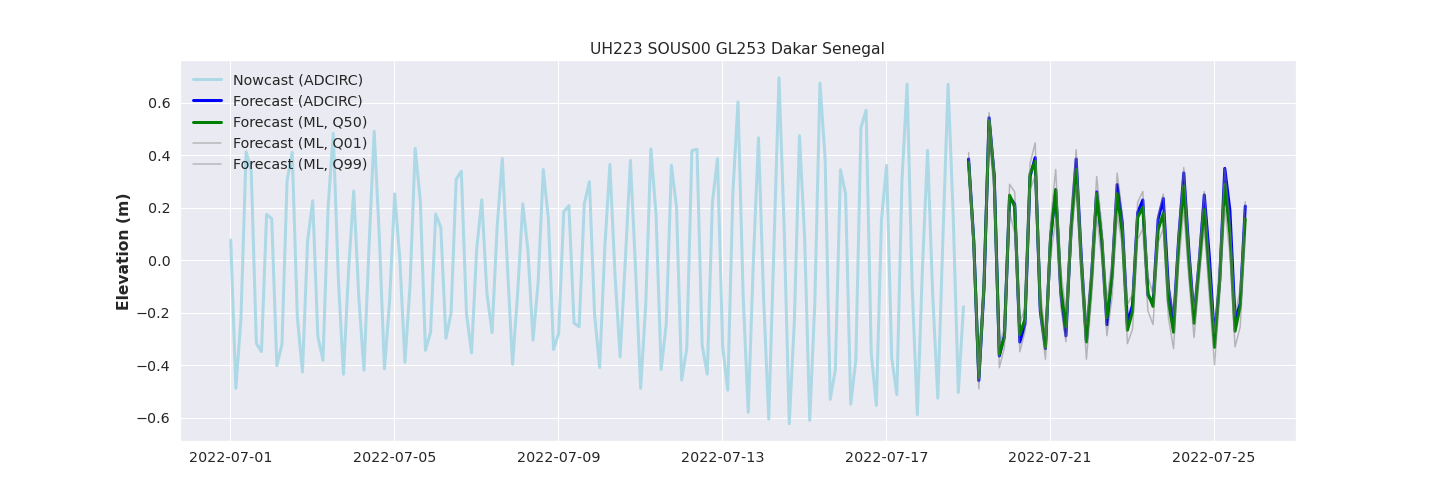 UH223 SOUS00 GL253 Dakar Senegal
Nowcast (ADCIRC)
Forecast (ADCIRC)
Forecast (ML, Q50)
Forecast (ML, Q01)
Forecast (ML, Q99)
Elevation (m)
0.6
0.4
0.2
0.0
−0.2
−0.4
−0.6
2022-07-01
2022-07-05
2022-07-09
2022-07-13
2022-07-17
2022-07-21
2022-07-25